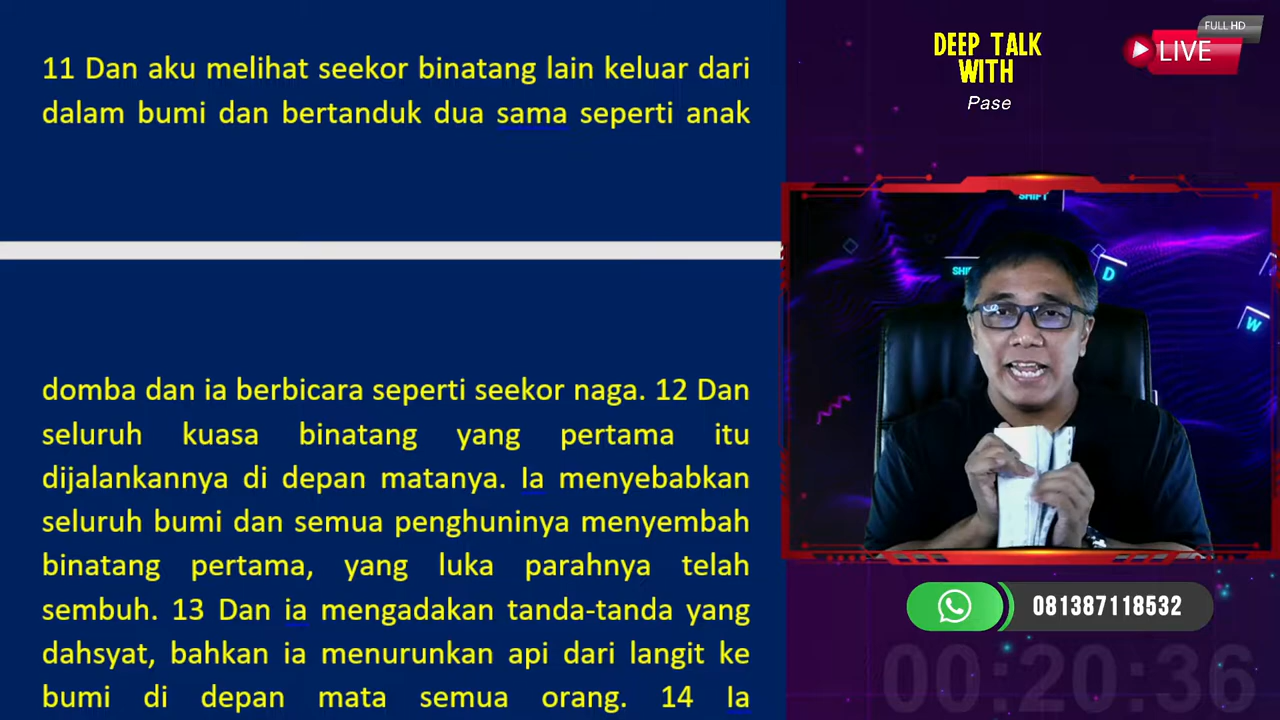 11 Dan aku melihat seekor binatang lain keluar dari
dalam bumi dan bertanduk dua sama seperti anak
domba dan ia berbicara seperti seekor naga. 12 Dan
seluruh kuasa binatang yang pertama itu
dijalankannya di depan matanya. Ia menyebabkan
seluruh bumi dan semua penghuninya menyembah
binatang pertama, yang luka parahnya telah
sembuh. 13 Dan ia mengadakan tanda-tanda yang
dahsyat, bahkan ia menurunkan api dari langit ke
bumi di depan mata semua orang. 14 Ia
DEEP TALK
WITH
Pase
FULL HD
LIVE
SHIFT
D
W
081387118532
00:20:36